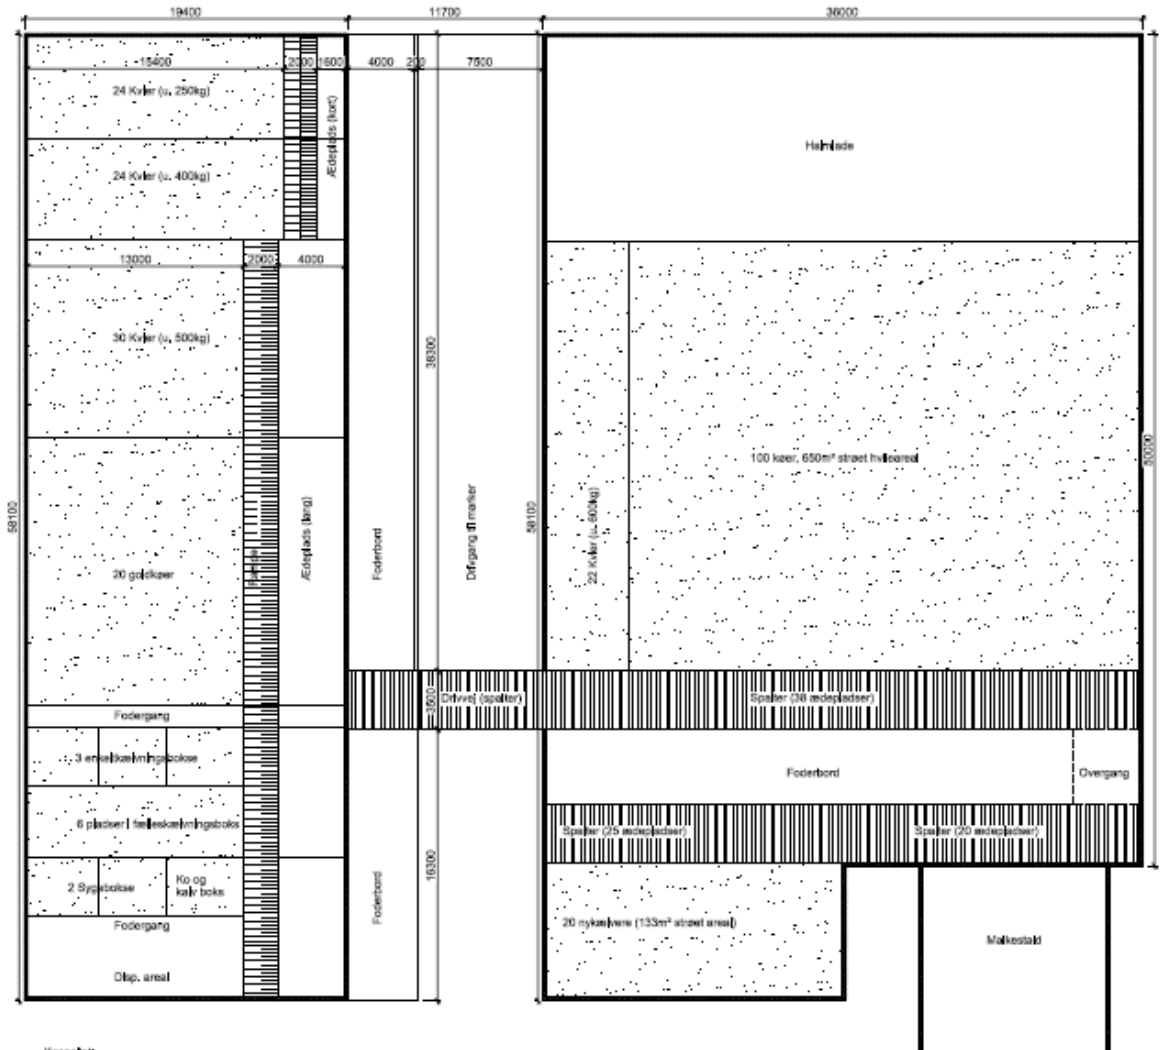 19400
11700
36000
15400
2000
1600
4000
200
7500
24 Kvier (u. 250kg)
Ædeplads (kort)
Halmlade
24 Kvier (u. 400kg)
13000
2000
4000
30 Kvier (u. 500kg)
38300
100 køer, 650m² strøet hvileareal
50000
58100
Ædeplads (lang)
Foderbord
Drivgang til marker
58100
22 Kvier (u. 600kg)
20 goldkøer
Drivvej (spalter)
Spalter (38 ædepladser)
3500
Fodergang
3 enkeltkælvningsbokse
Foderbord
Overgang
6 pladser i fælleskælvningsboks
Spalter (25 ædepladser)
Spalter (20 ædepladser)
16300
2 Sygebokse
Ko og
kalv boks
Foderbord
Fodergang
20 nykælvere (133m² strøet areal)
Malkestald
Disp. areal